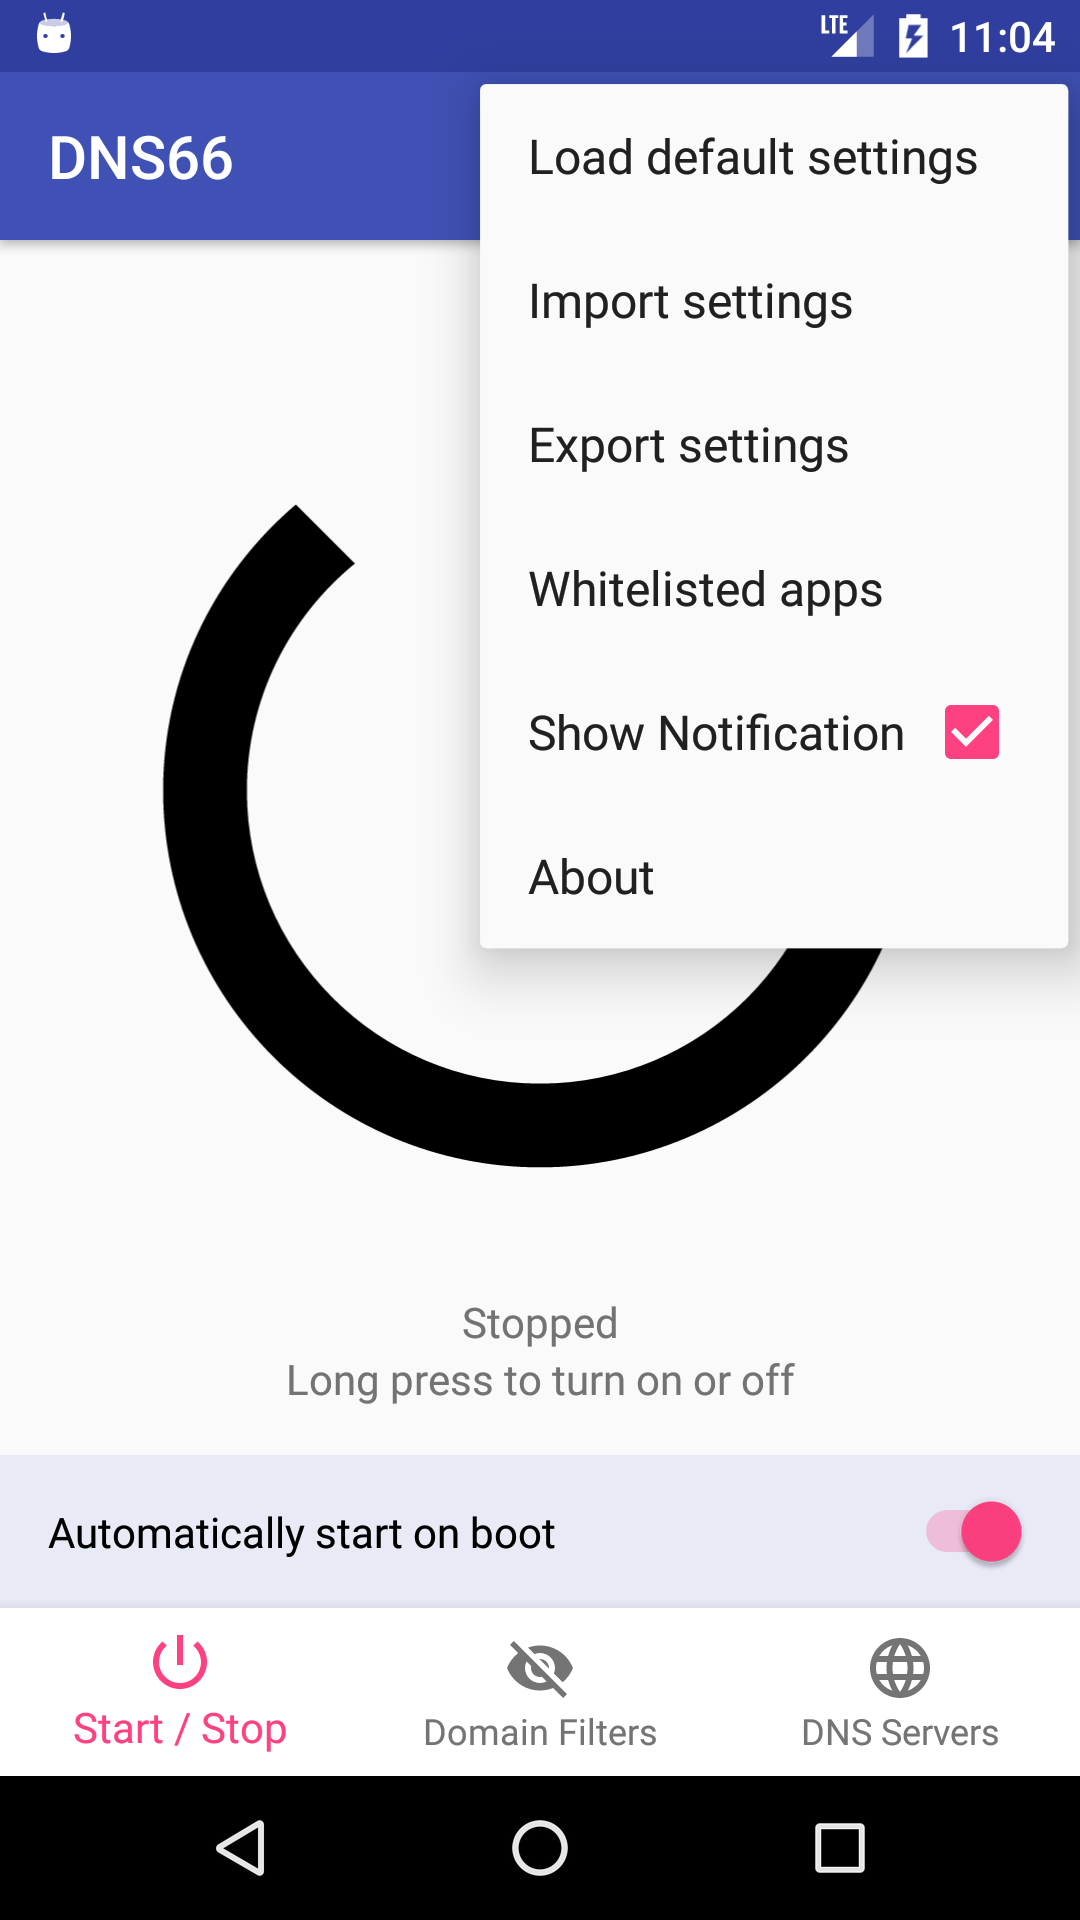 LTE 11:04
DNS66
Load default settings
Import settings
Export settings
Whitelisted apps
Show Notification
About
Stopped
Long press to turn on or off
Automatically start on boot
Start / Stop
Domain Filters
DNS Servers